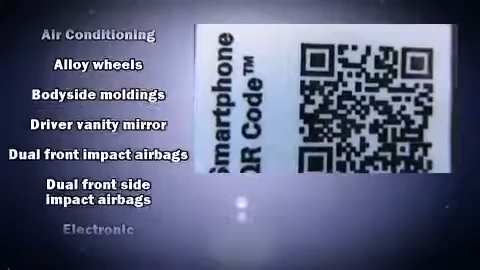 Air Conditioning
Alloy wheels
Bodyside moldings
Driver vanity mirror
Dual front impact airbags
Dual front side
impact airbags
Electronic
Smartphone
QR Code™